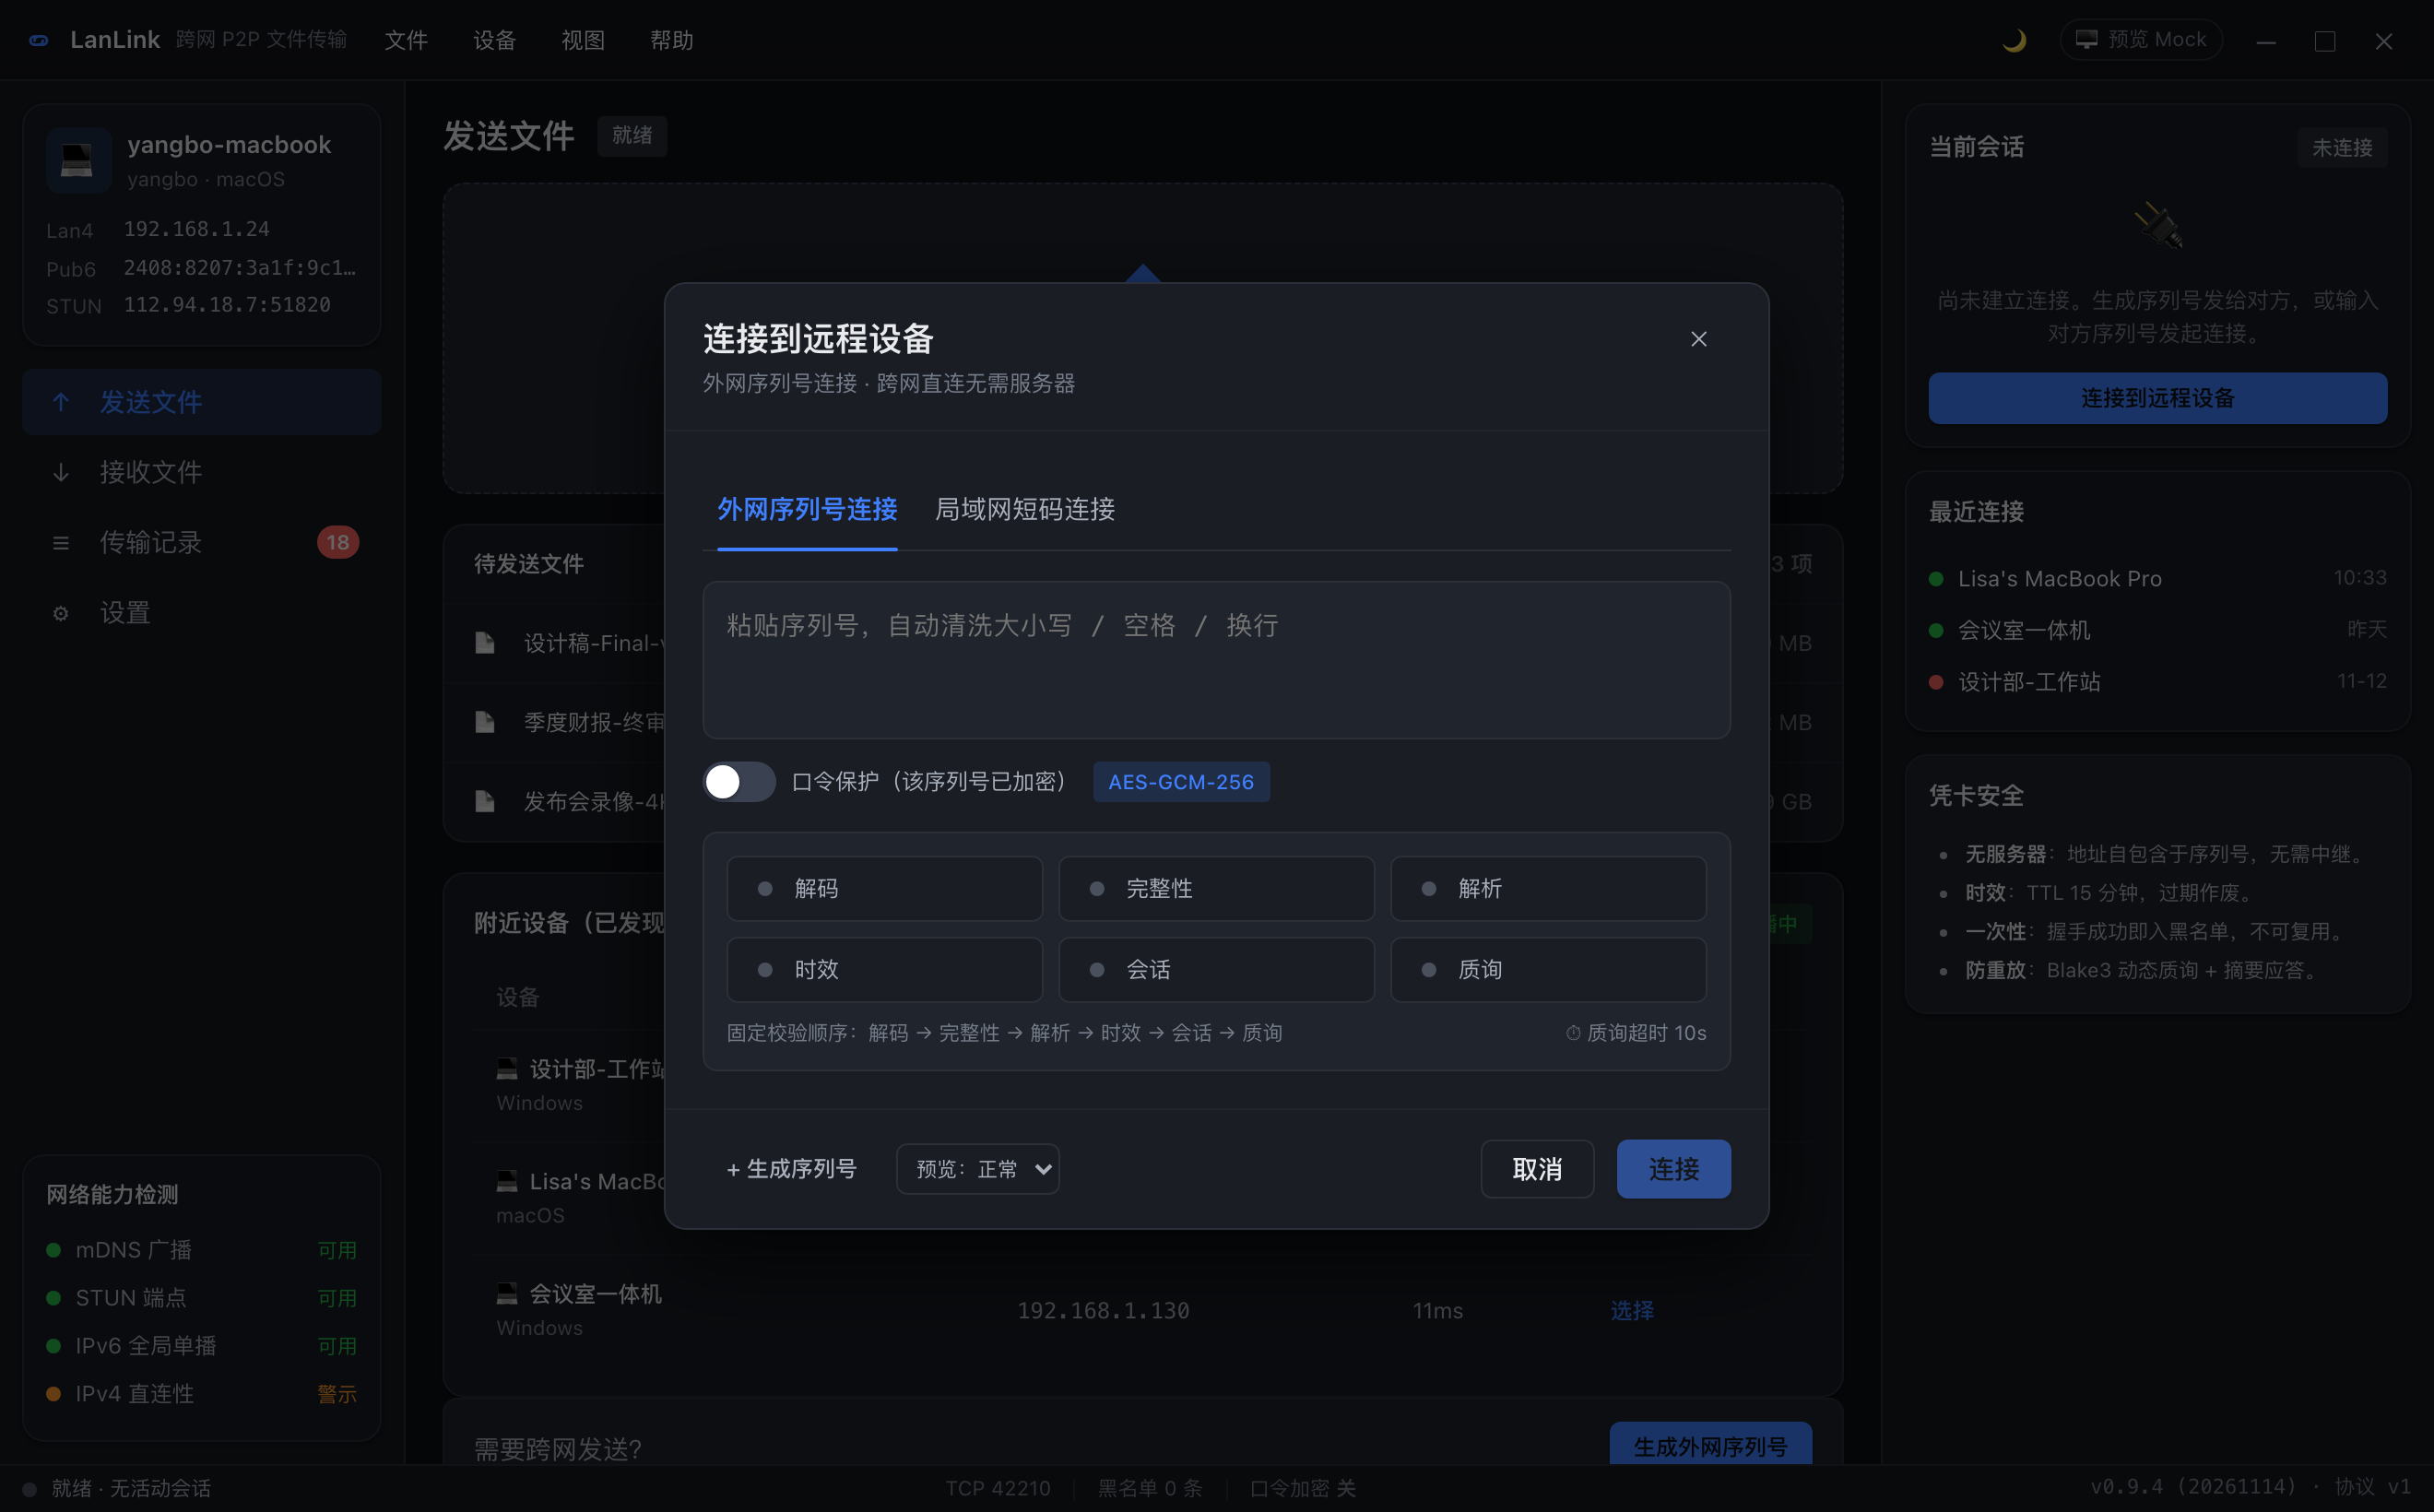 LanLink 跨网 P2P 文件传输 文件 设备 视图 帮助
预览 Mock
yangbo-macbook
yangbo · macOS
Lan4 192.168.1.24
Pub6 2408:8207:3a1f:9c1…
STUN 112.94.18.7:51820
发送文件
接收文件
传输记录 18
设置
网络能力检测
mDNS 广播 可用
STUN 端点 可用
IPv6 全局单播 可用
IPv4 直连性 警示
发送文件 就绪
待发送文件 3 项
设计稿-Final-
MB
季度财报-终审
MB
发布会录像-4
GB
附近设备（已发现
设备
设计部-工作站
Windows
Lisa's MacBo
macOS
会议室一体机
Windows
192.168.1.130 11ms 选择
需要跨网发送?
生成外网序列号
连接到远程设备
外网序列号连接 · 跨网直连无需服务器
外网序列号连接 局域网短码连接
粘贴序列号，自动清洗大小写 / 空格 / 换行
口令保护（该序列号已加密） AES-GCM-256
解码 完整性 解析
时效 会话 质询
固定校验顺序：解码 → 完整性 → 解析 → 时效 → 会话 → 质询
⏱ 质询超时 10s
+ 生成序列号 预览：正常 取消 连接
当前会话 未连接
尚未建立连接。生成序列号发给对方，或输入
对方序列号发起连接。
连接到远程设备
最近连接
Lisa's MacBook Pro 10:33
会议室一体机 昨天
设计部-工作站 11-12
凭卡安全
无服务器：地址自包含于序列号，无需中继。
时效：TTL 15 分钟，过期作废。
一次性：握手成功即入黑名单，不可复用。
防重放：Blake3 动态质询 + 摘要应答。
就绪 · 无活动会话
TCP 42210 黑名单 0 条 口令加密 关
v0.9.4 (20261114) · 协议 v1